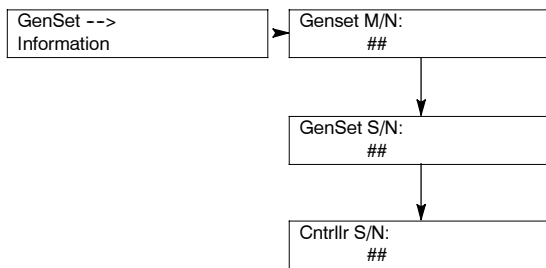 GenSet -->
Information
Genset M/N:
##
GenSet S/N:
##
Cntrllr S/N:
##